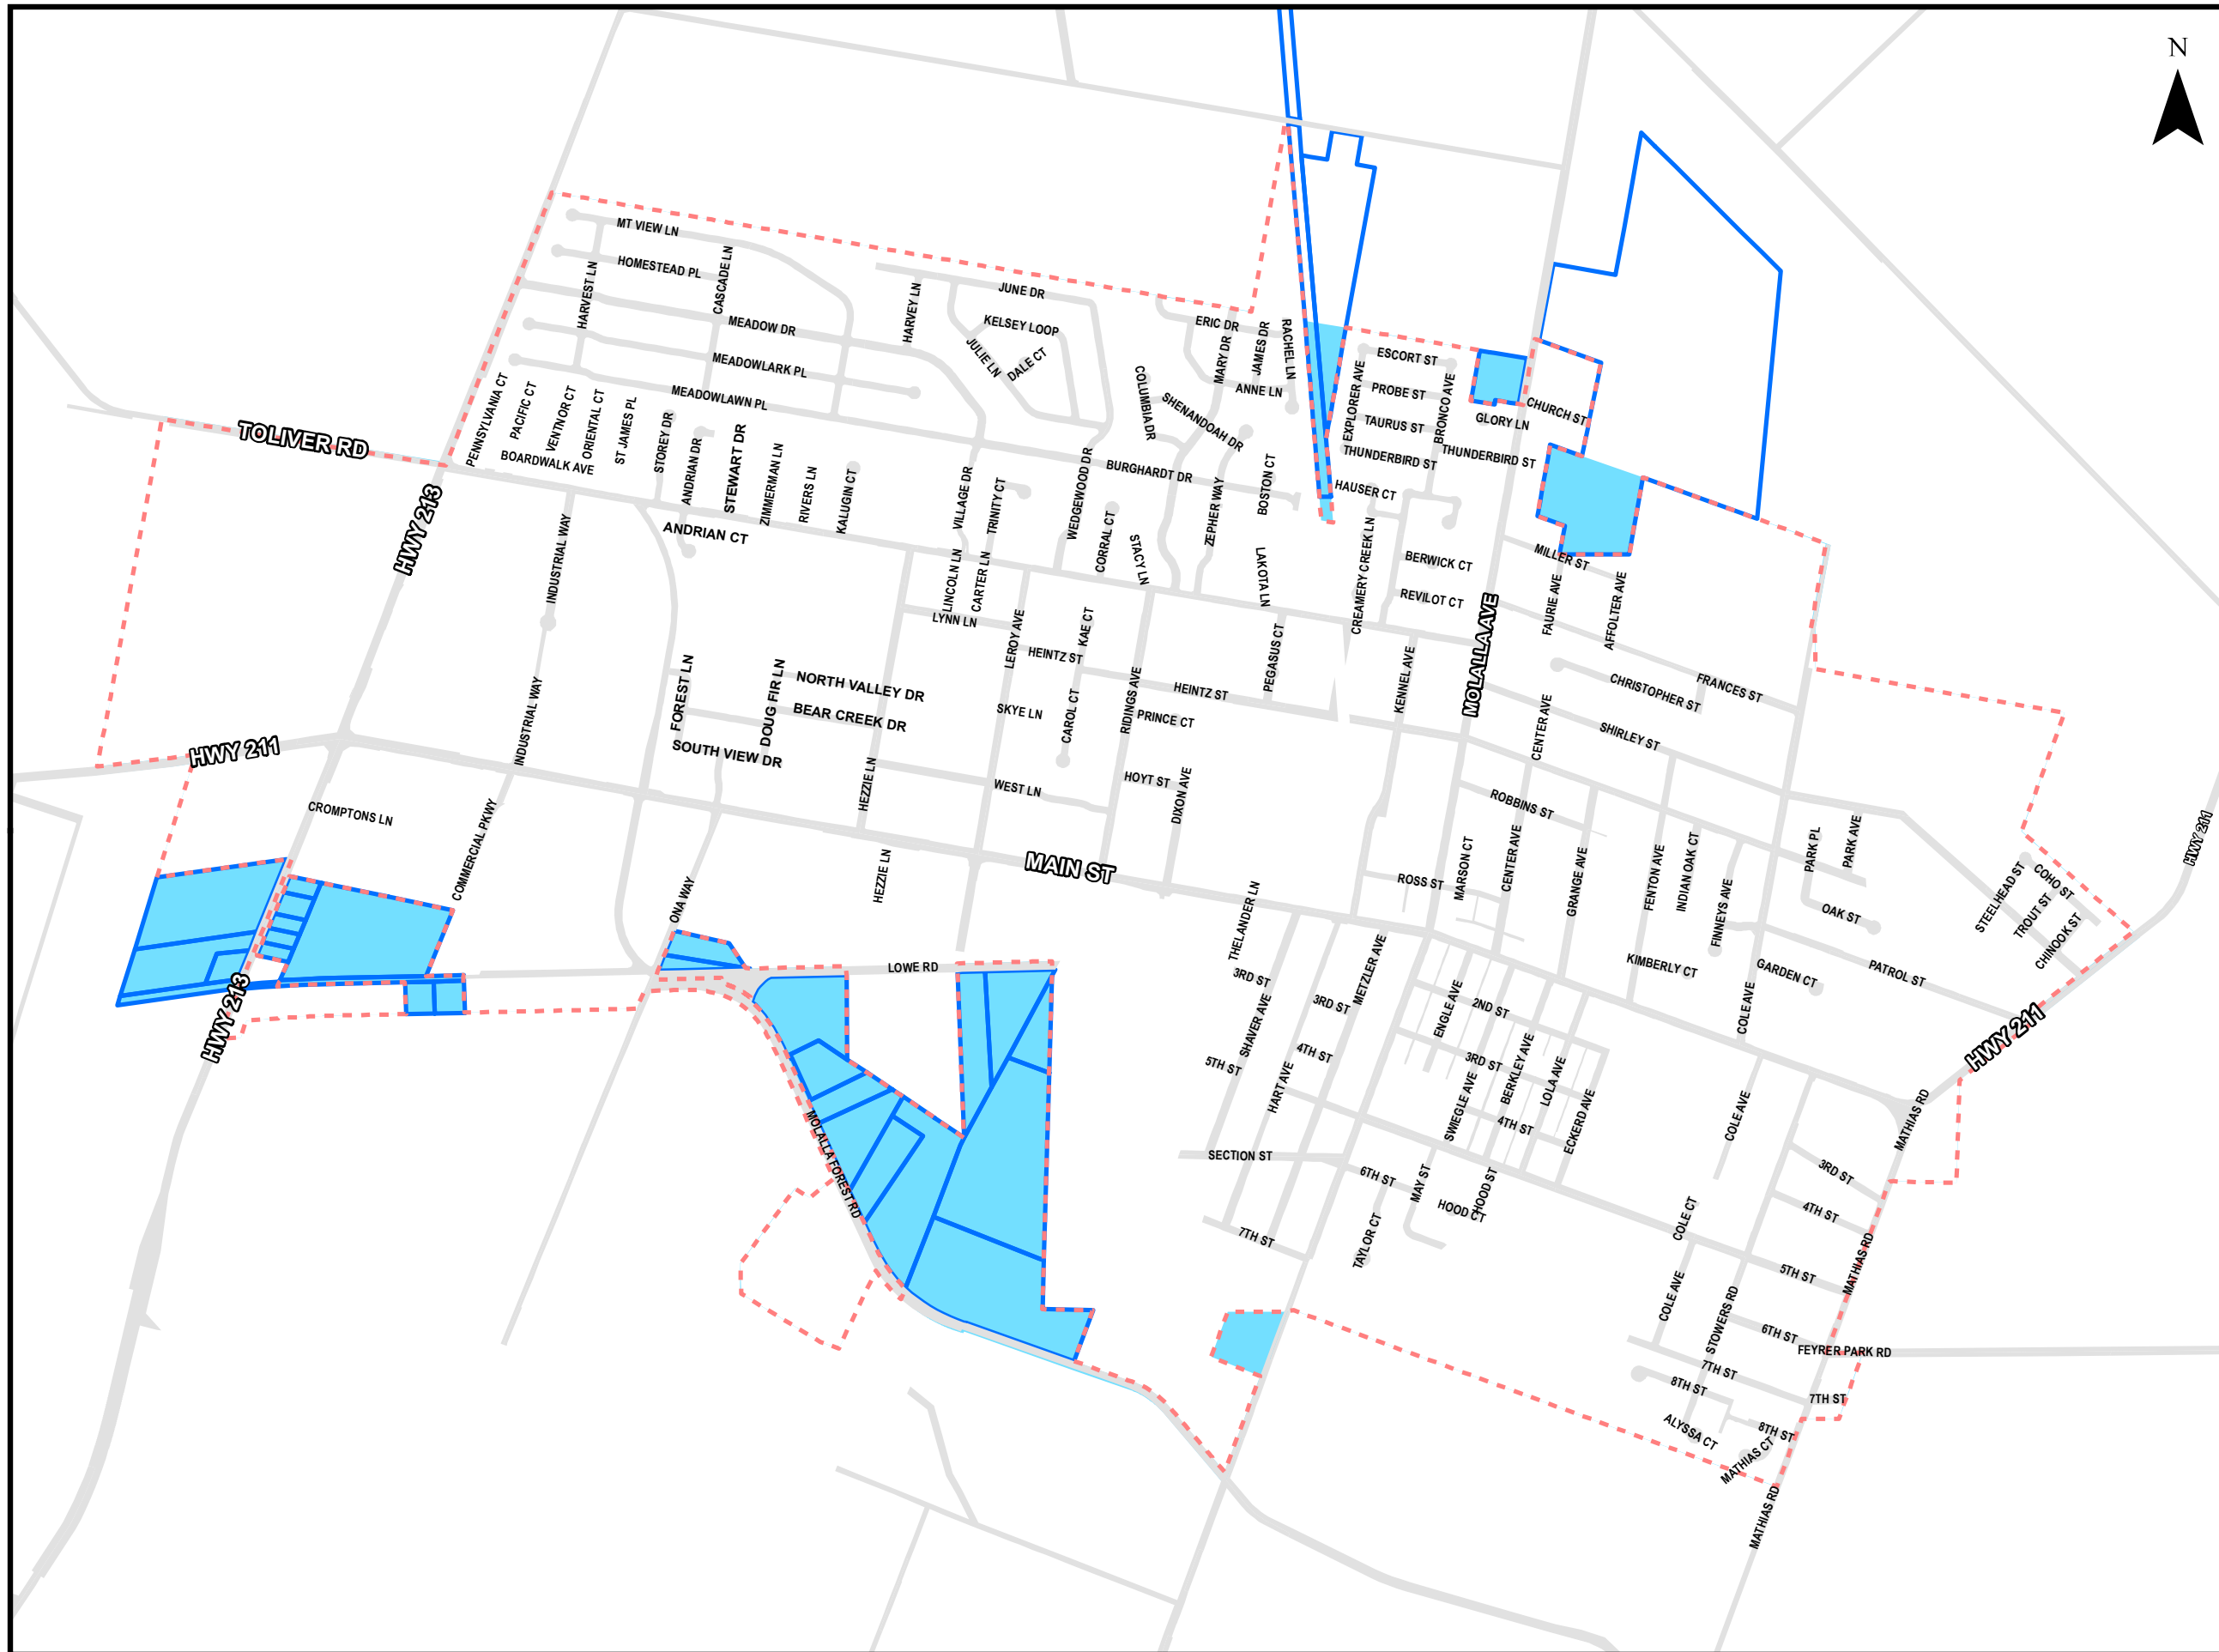 N
MT VIEW LN
HOMESTEAD PL
HARVEST LN
CASCADE LN
MEADOW DR
MEADOWLARK PL
MEADOWLAWN PL
HARVEY LN
JUNE DR
KELSEY LOOP
JULIE LN
DALE CT
ERIC DR
MARY DR
JAMES DR
RACHEL LN
ANNE LN
COLUMBIA DR
SHENANDOAH DR
EXPLORER AVE
ESCORT ST
PROBE ST
TAURUS ST
BRONCO AVE
THUNDERBIRD ST
THUNDERBIRD ST
GLORY LN
CHURCH ST
TOLIVER RD
PENNSYLVANIA CT
PACIFIC CT
VENTNOR CT
ORIENTAL CT
ST JAMES PL
BOARDWALK AVE
STOREY DR
ANDRIAN DR
STEWART DR
ZIMMERMAN LN
RIVERS LN
KALUGIN CT
ANDRIAN CT
VILLAGE DR
TRINITY CT
WEDGEWOOD DR
BURGHARDT DR
BOSTON CT
ZEPHER WAY
CORRAL CT
STACY LN
HAUSER CT
HWY 213
INDUSTRIAL WAY
LINCOLN LN
CARTER LN
LYNN LN
LEROY AVE
KAE CT
HEINTZ ST
LAKOTA LN
PEGASUS CT
CREAMERY CREEK LN
BERWICK CT
REVILOT CT
MOLALLA AVE
MILLER ST
FAURIE AVE
AFFOLTER AVE
KENNEL AVE
FRANCES ST
CHRISTOPHER ST
SHIRLEY ST
CENTER AVE
HWY 211
INDUSTRIAL WAY
FOREST LN
DOUG FIR LN
NORTH VALLEY DR
BEAR CREEK DR
SOUTH VIEW DR
SKYE LN
CAROL CT
RIDINGS AVE
HEINTZ ST
PRINCE CT
HOYT ST
DIXON AVE
WEST LN
HEZZIE LN
ROBBINS ST
CROMPTONS LN
COMMERCIAL PKWY
ONA WAY
HEZZIE LN
MAIN ST
ROSS ST
MARSON CT
CENTER AVE
GRANGE AVE
FENTON AVE
INDIAN OAK CT
FINNEYS AVE
PARK PL
PARK AVE
OAK ST
HWY 211
STEELHEAD ST
COHO ST
TROUT ST
CHINOOK ST
THELANDER LN
3RD ST
SHAVER AVE
METZLER AVE
3RD ST
4TH ST
5TH ST
HART AVE
ENGLE AVE
2ND ST
3RD ST
BERKLEY AVE
LOLA AVE
SWIEGLE AVE
4TH ST
ECKERD AVE
KIMBERLY CT
GARDEN CT
PATROL ST
COLE AVE
HWY 211
LOWE RD
HWY 213
MOLALLA FOREST RD
SECTION ST
6TH ST
MAY ST
HOOD ST
HOOD CT
7TH ST
TAYLOR CT
COLE AVE
MATHIAS RD
3RD ST
4TH ST
COLE CT
5TH ST
MATHIAS RD
COLE AVE
STOWERS RD
6TH ST
FEYRER PARK RD
7TH ST
8TH ST
7TH ST
ALYSSA CT
8TH ST
MATHIAS CT
MATHIAS RD